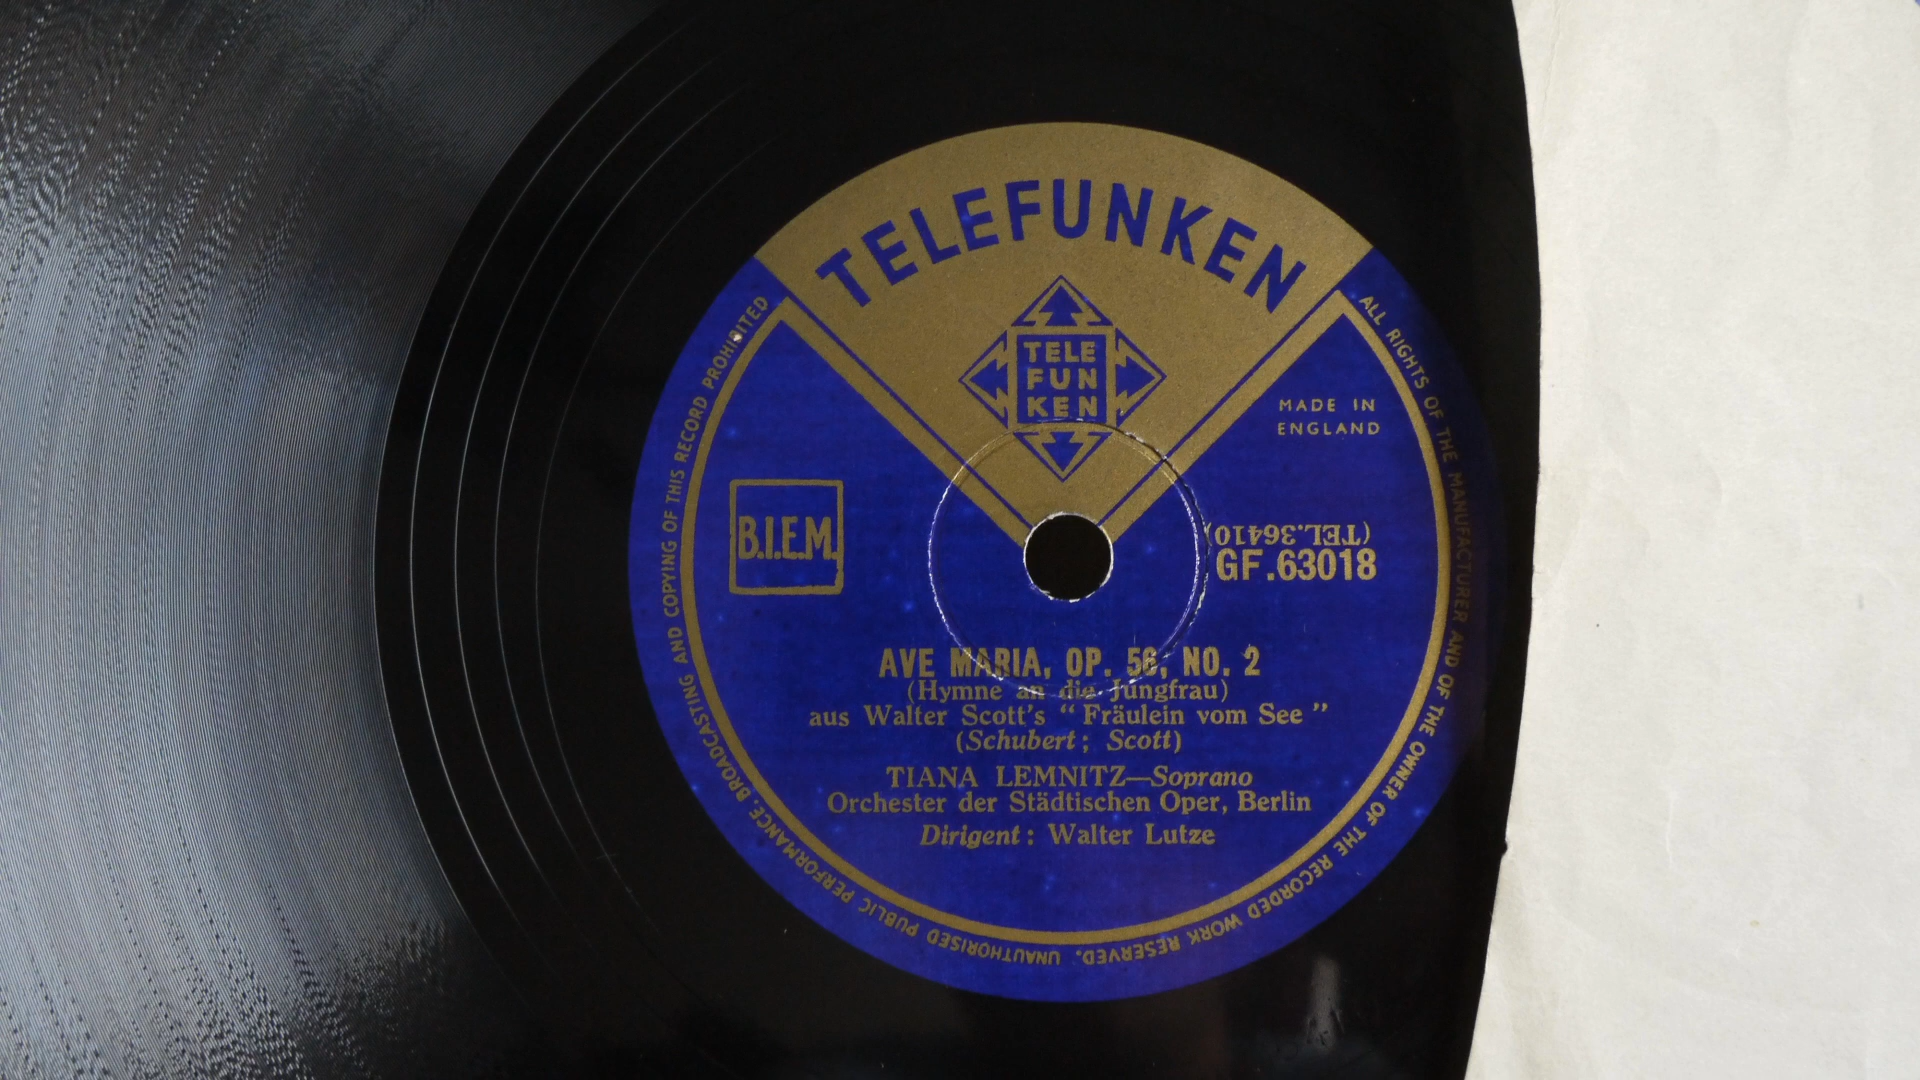 TELEFUNKEN
TELE
FUN
KEN
MADE IN
ENGLAND
B.I.E.M.
(TEL.36410)
GF.63018
AVE MARIA, OP. 56, NO. 2
(Hymne an die Jungfrau)
aus Walter Scott's “ Fräulein vom See ”
(Schubert ; Scott)
TIANA LEMNITZ—Soprano
Orchester der Städtischen Oper, Berlin
Dirigent : Walter Lutze
ALL RIGHTS OF THE MANUFACTURER AND OF THE OWNER OF THE RECORDED WORK RESERVED. UNAUTHORISED PUBLIC PERFORMANCE. BROADCASTING AND COPYING OF THIS RECORD PROHIBITED